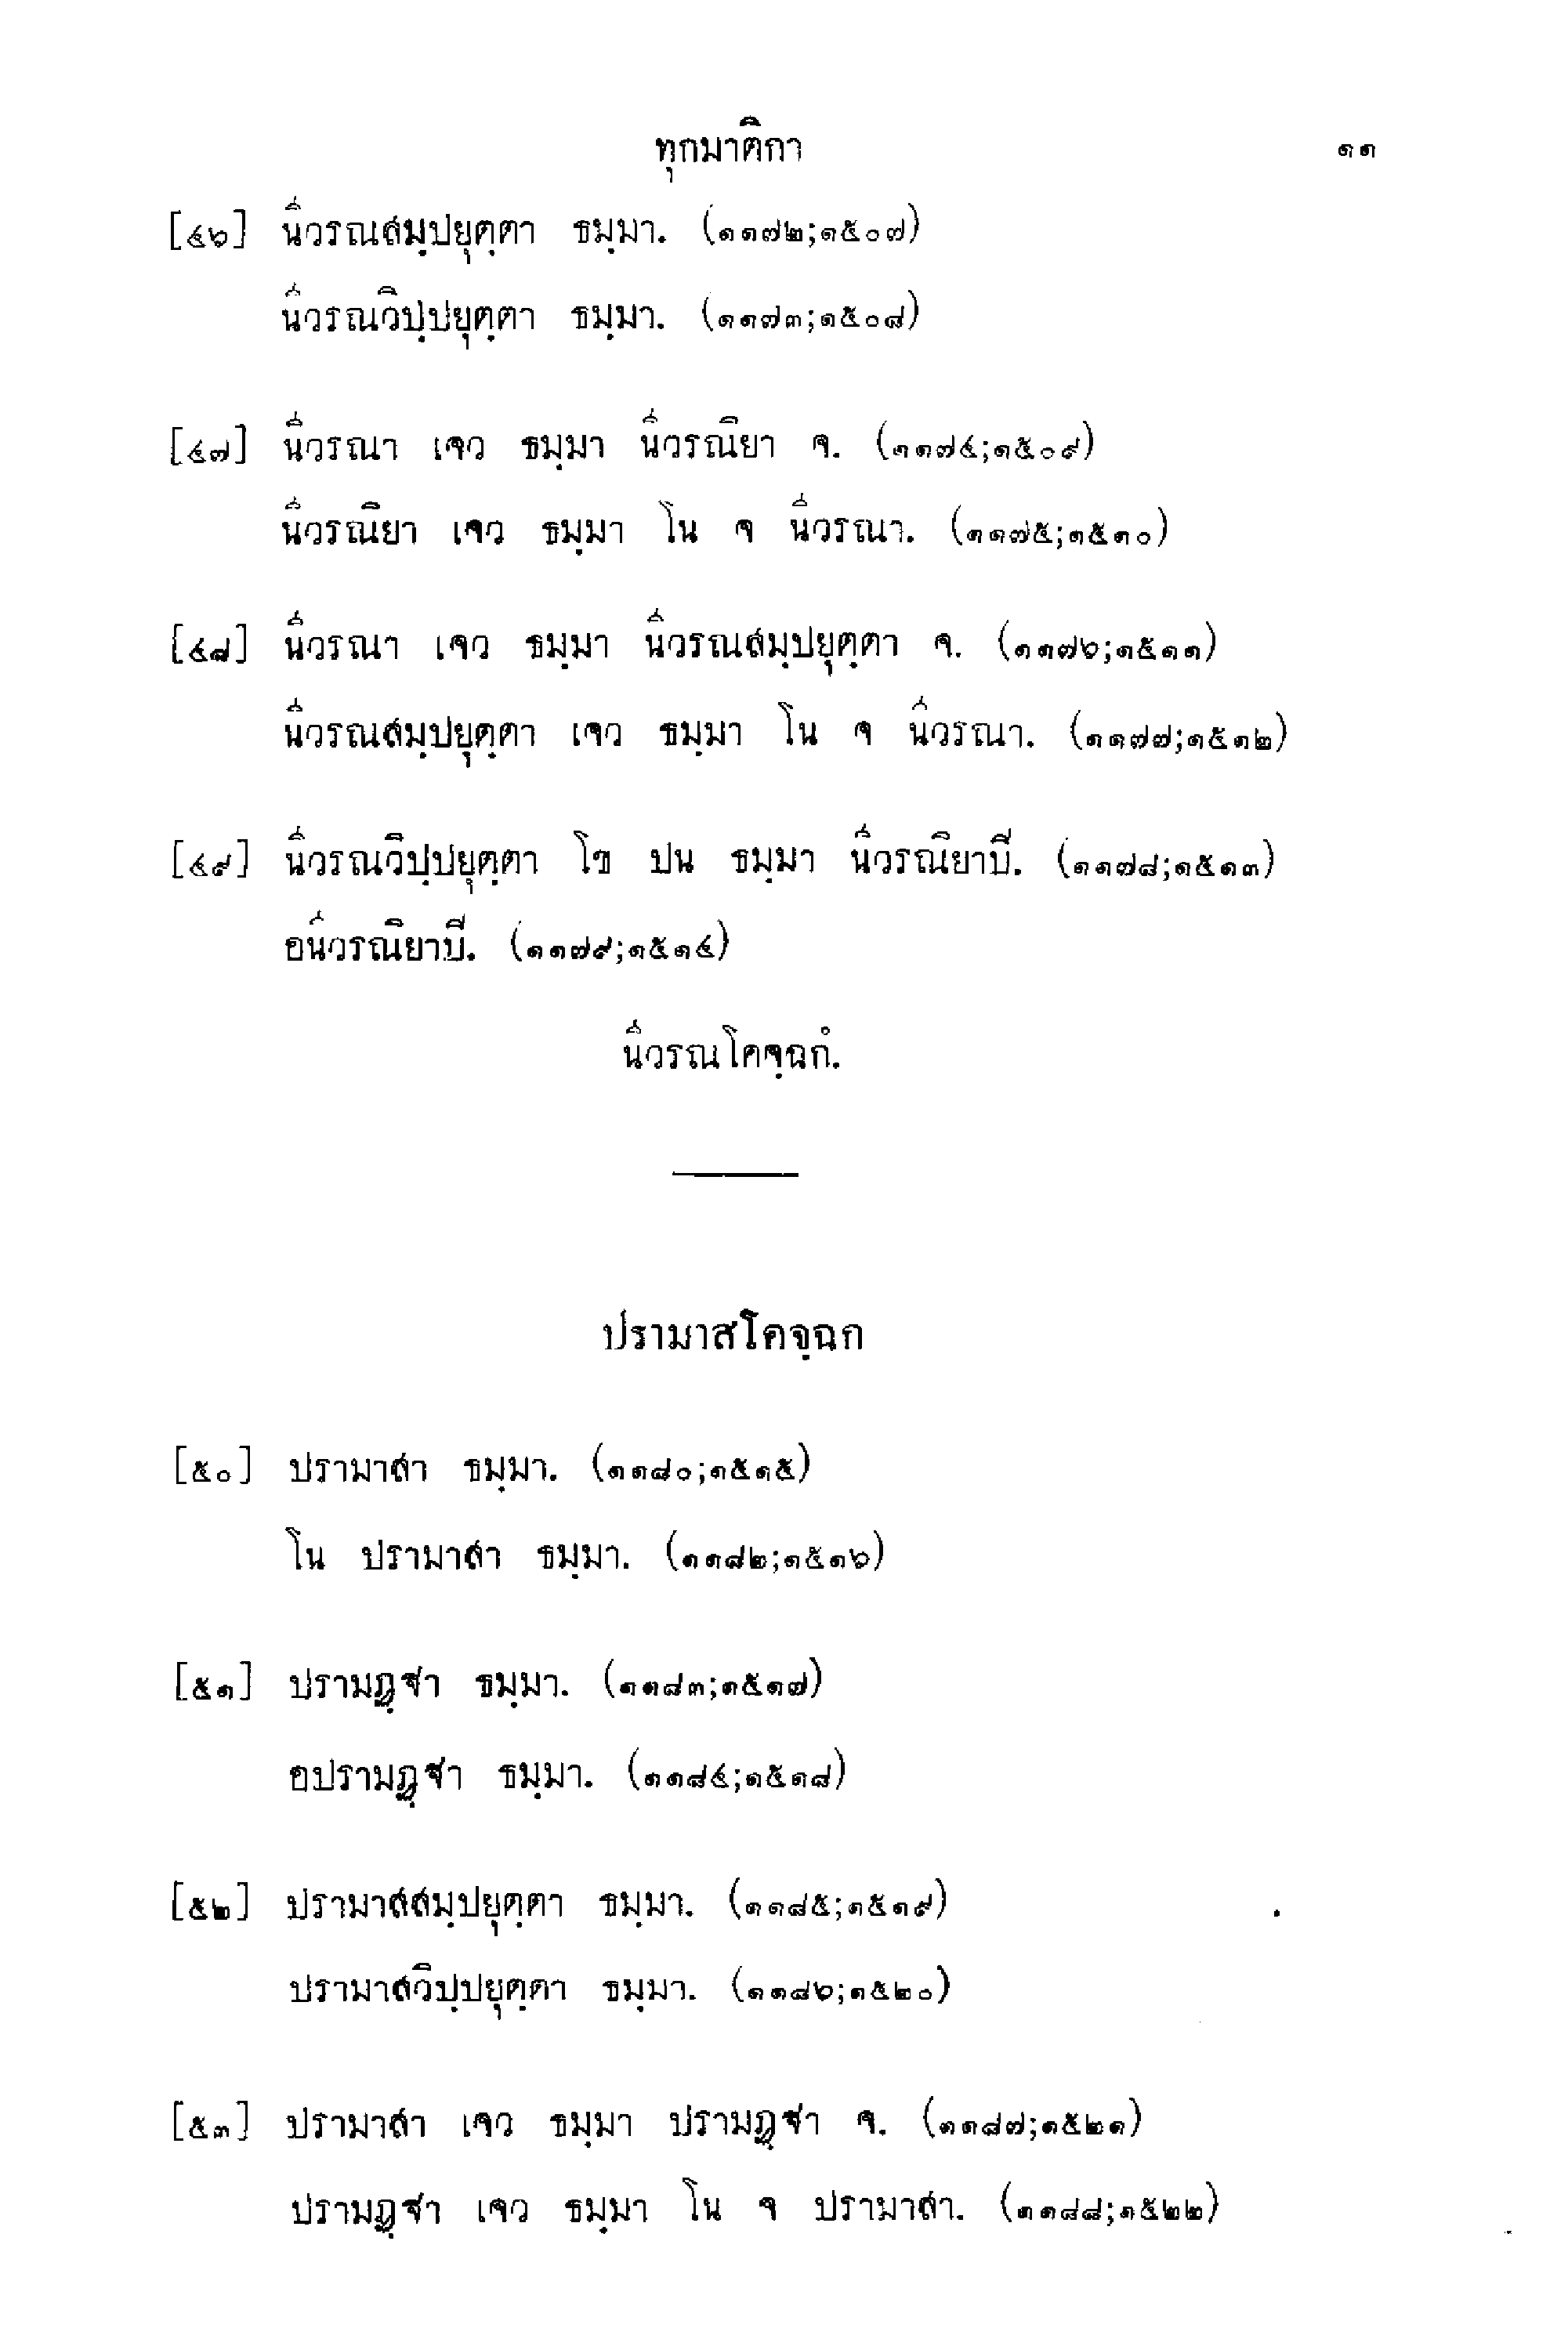 ทุกมาติกา ๑๑
[๔๖] นีวรณสมฺปยุตฺตา ธมฺมา. (๑๑๗๒;๑๕๐๗)
นีวรณวิปฺปยุตฺตา ธมฺมา. (๑๑๗๓;๑๕๐๘)
[๔๗] นีวรณา เจว ธมฺมา นีวรณิยา จ. (๑๑๗๔;๑๕๐๙)
นีวรณิยา เจว ธมฺมา โน จ นีวรณา. (๑๑๗๕;๑๕๑๐)
[๔๘] นีวรณา เจว ธมฺมา นีวรณสมฺปยุตฺตา จ. (๑๑๗๖;๑๕๑๑)
นีวรณสมฺปยุตฺตา เจว ธมฺมา โน จ นีวรณา. (๑๑๗๗;๑๕๑๒)
[๔๙] นีวรณวิปฺปยุตฺตา โข ปน ธมฺมา นีวรณิยาปี. (๑๑๗๘;๑๕๑๓)
อนีวรณิยาปี. (๑๑๗๙;๑๕๑๔)
นีวรณโคจฺฉกํ.
ปรามาสโคจฺฉก
[๕๐] ปรามาสา ธมฺมา. (๑๑๘๐;๑๕๑๕)
โน ปรามาสา ธมฺมา. (๑๑๘๒;๑๕๑๖)
[๕๑] ปรามฏฺฐา ธมฺมา. (๑๑๘๓;๑๕๑๗)
อปรามฏฺฐา ธมฺมา. (๑๑๘๔;๑๕๑๘)
[๕๒] ปรามาสสมฺปยุตฺตา ธมฺมา. (๑๑๘๕;๑๕๑๙)
ปรามาสวิปฺปยุตฺตา ธมฺมา. (๑๑๘๖;๑๕๒๐)
[๕๓] ปรามาสา เจว ธมฺมา ปรามฏฺฐา จ. (๑๑๘๗;๑๕๒๑)
ปรามฏฺฐา เจว ธมฺมา โน จ ปรามาสา. (๑๑๘๘;๑๕๒๒)